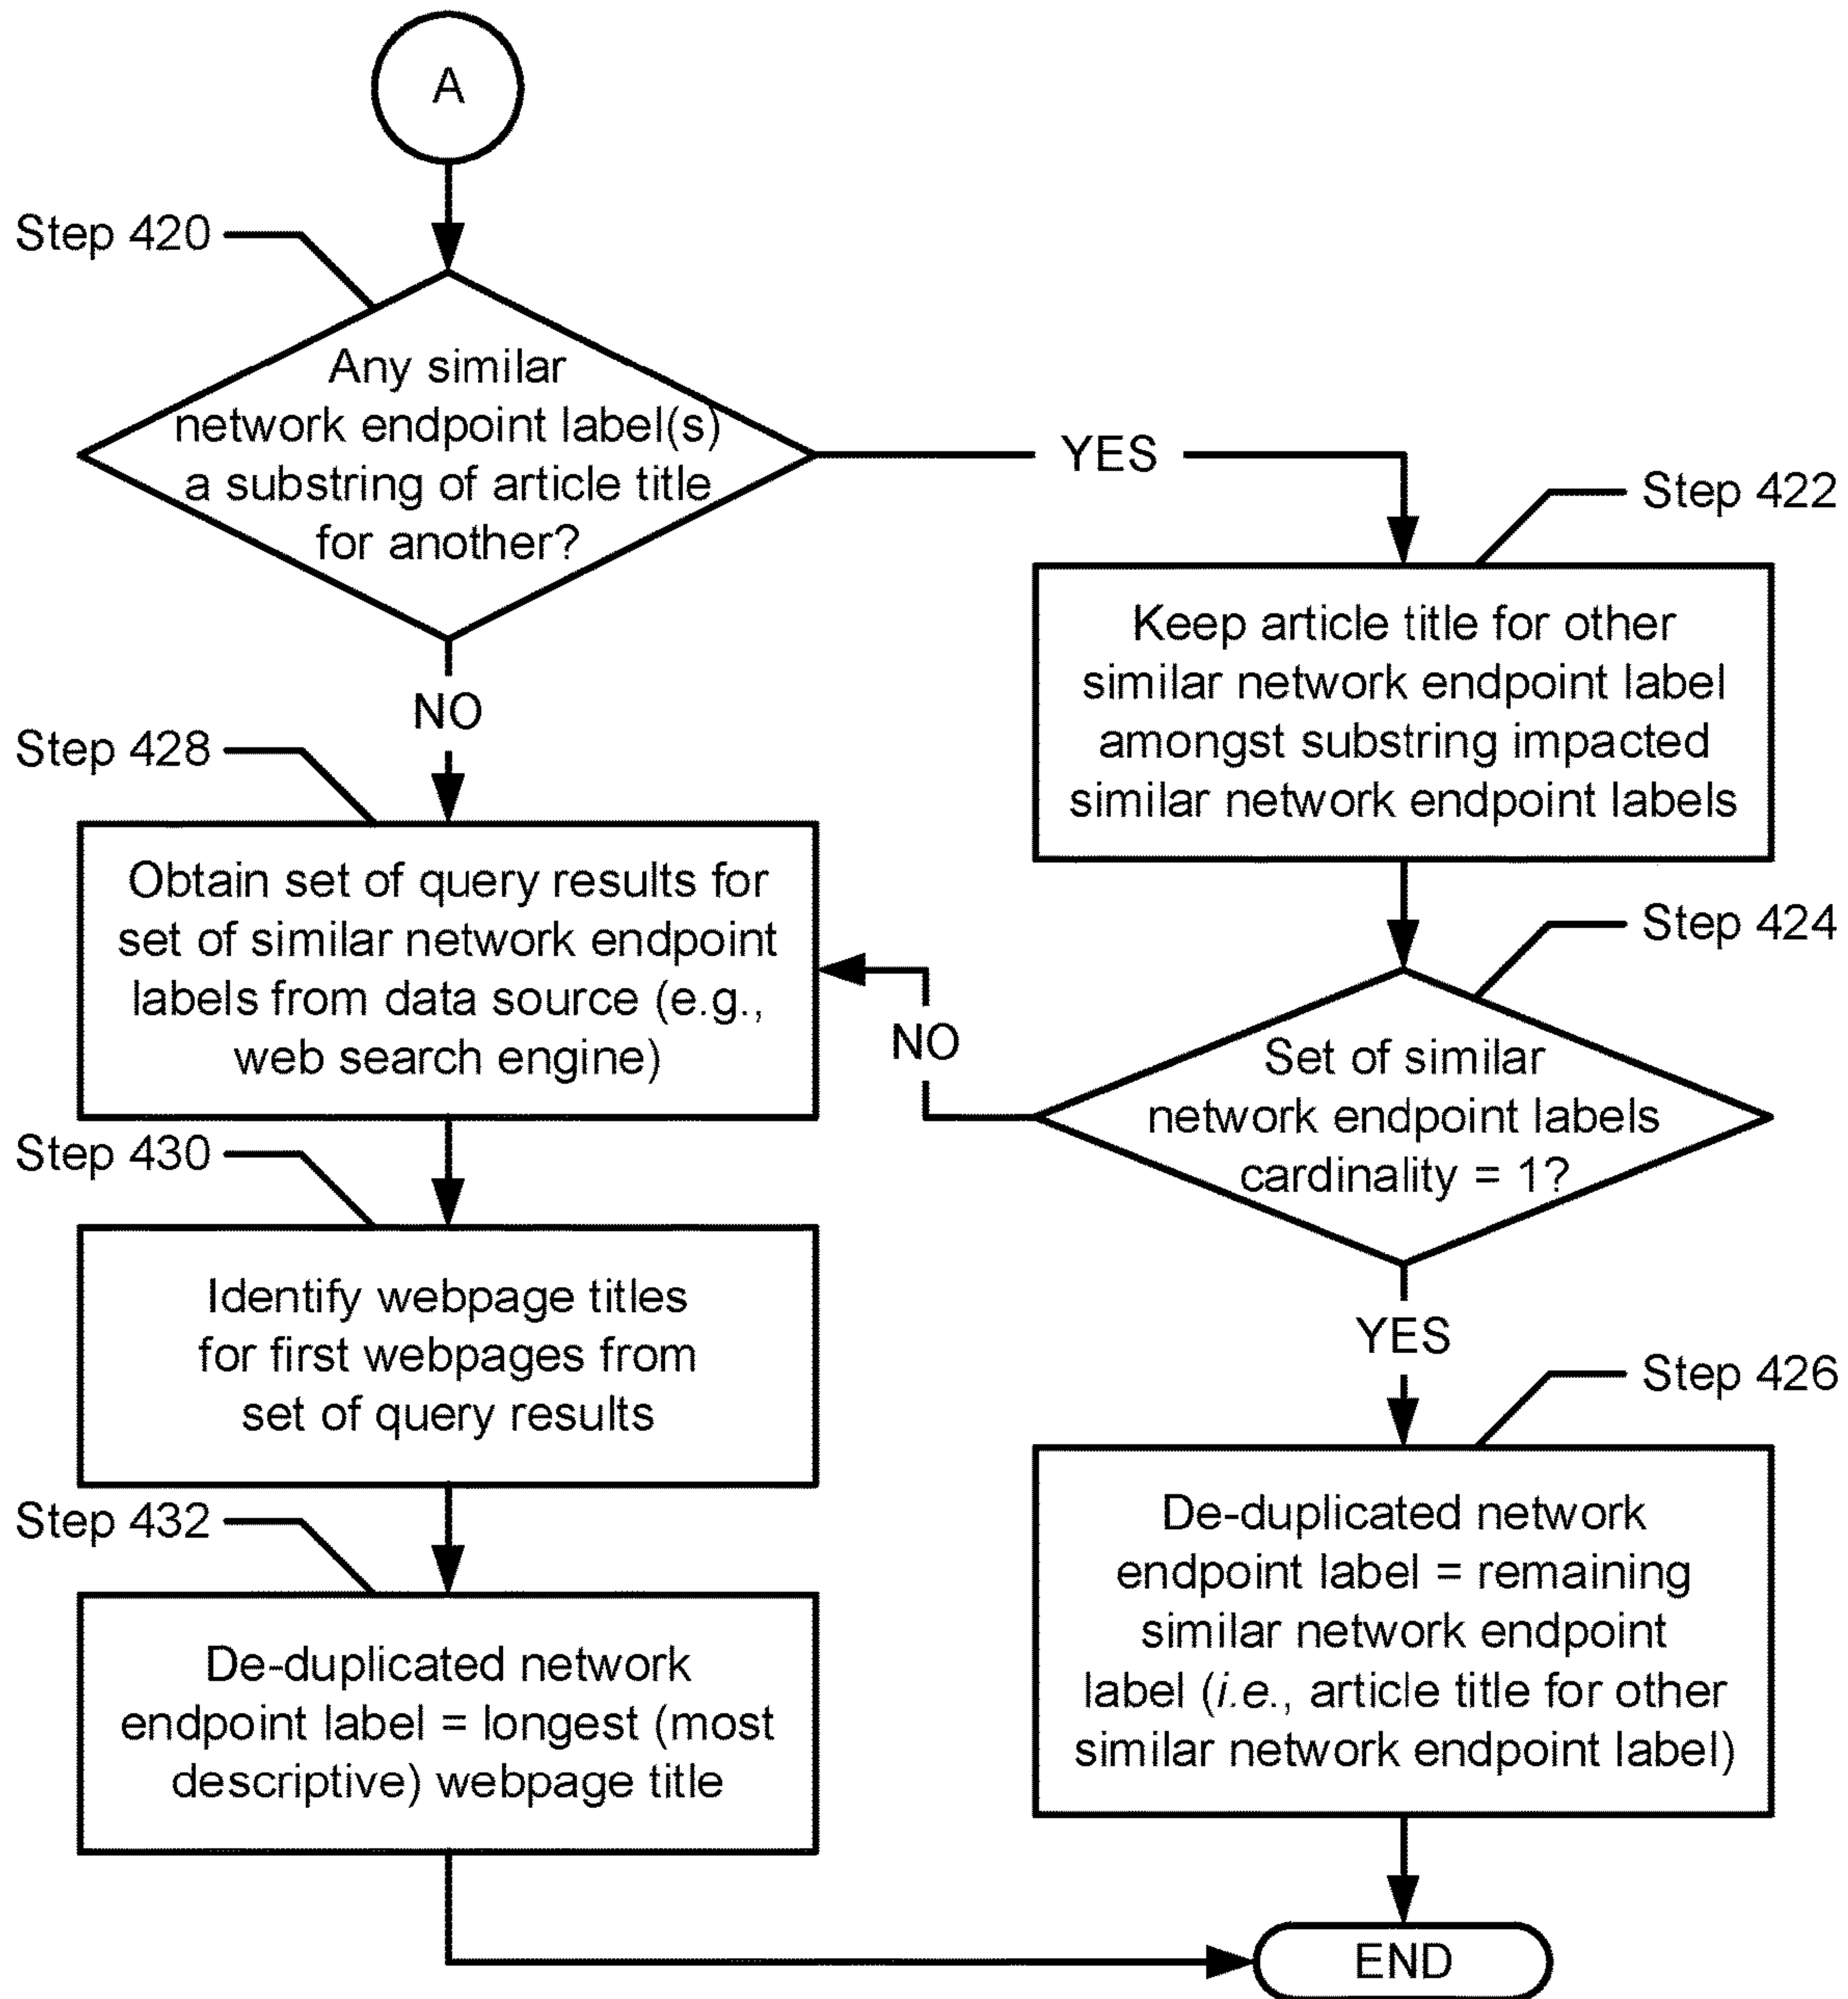 A
Step 420
Any similar
network endpoint label(s)
a substring of article title
for another?
YES
Step 422
Keep article title for other
similar network endpoint label
amongst substring impacted
similar network endpoint labels
NO
Step 428
Obtain set of query results for
set of similar network endpoint
labels from data source (e.g.,
web search engine)
Step 424
Set of similar
network endpoint labels
cardinality = 1?
NO
YES
Step 430
Identify webpage titles
for first webpages from
set of query results
Step 426
De-duplicated network
endpoint label = remaining
similar network endpoint
label (i.e., article title for other
similar network endpoint label)
Step 432
De-duplicated network
endpoint label = longest (most
descriptive) webpage title
END